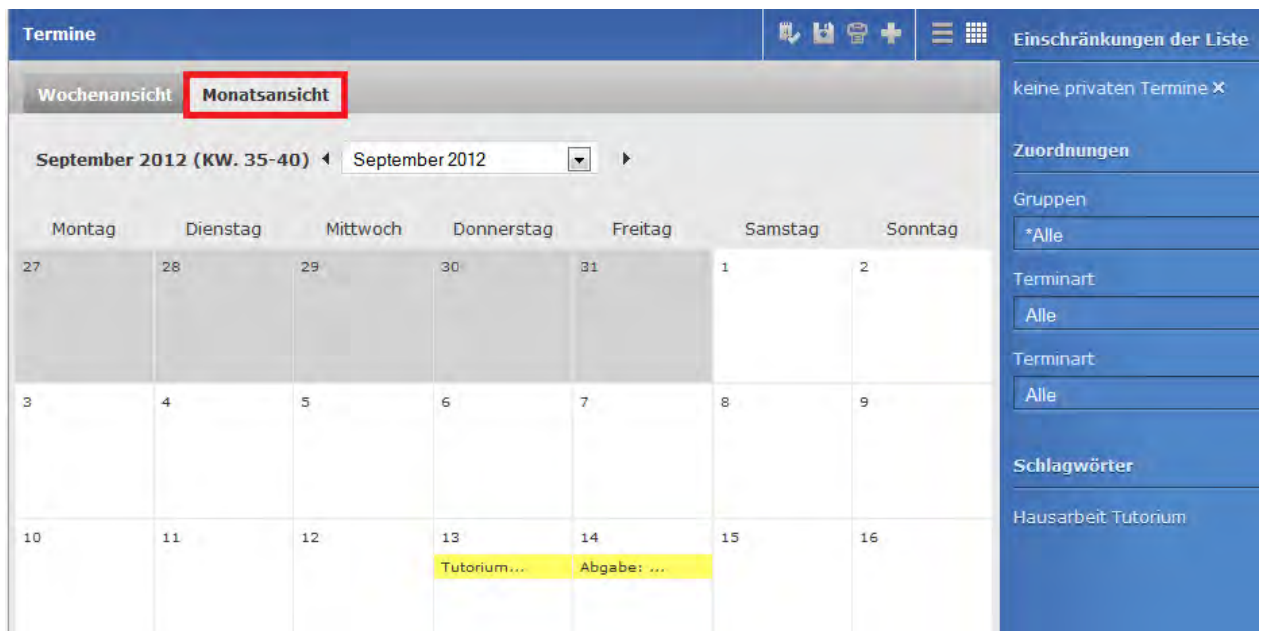 Termine
Wochenansicht Monatsansicht
September 2012 (KW. 35-40) September 2012
Montag Dienstag Mittwoch Donnerstag Freitag Samstag Sonntag
27 28 29 30 31 1 2
3 4 5 6 7 8 9
10 11 12 13 14 15 16
Tutorium... Abgabe: ...
Einschränkungen der Liste
keine privaten Termine X
Zuordnungen
Gruppen
*Alle
Terminart
Alle
Terminart
Alle
Schlagwörter
Hausarbeit Tutorium